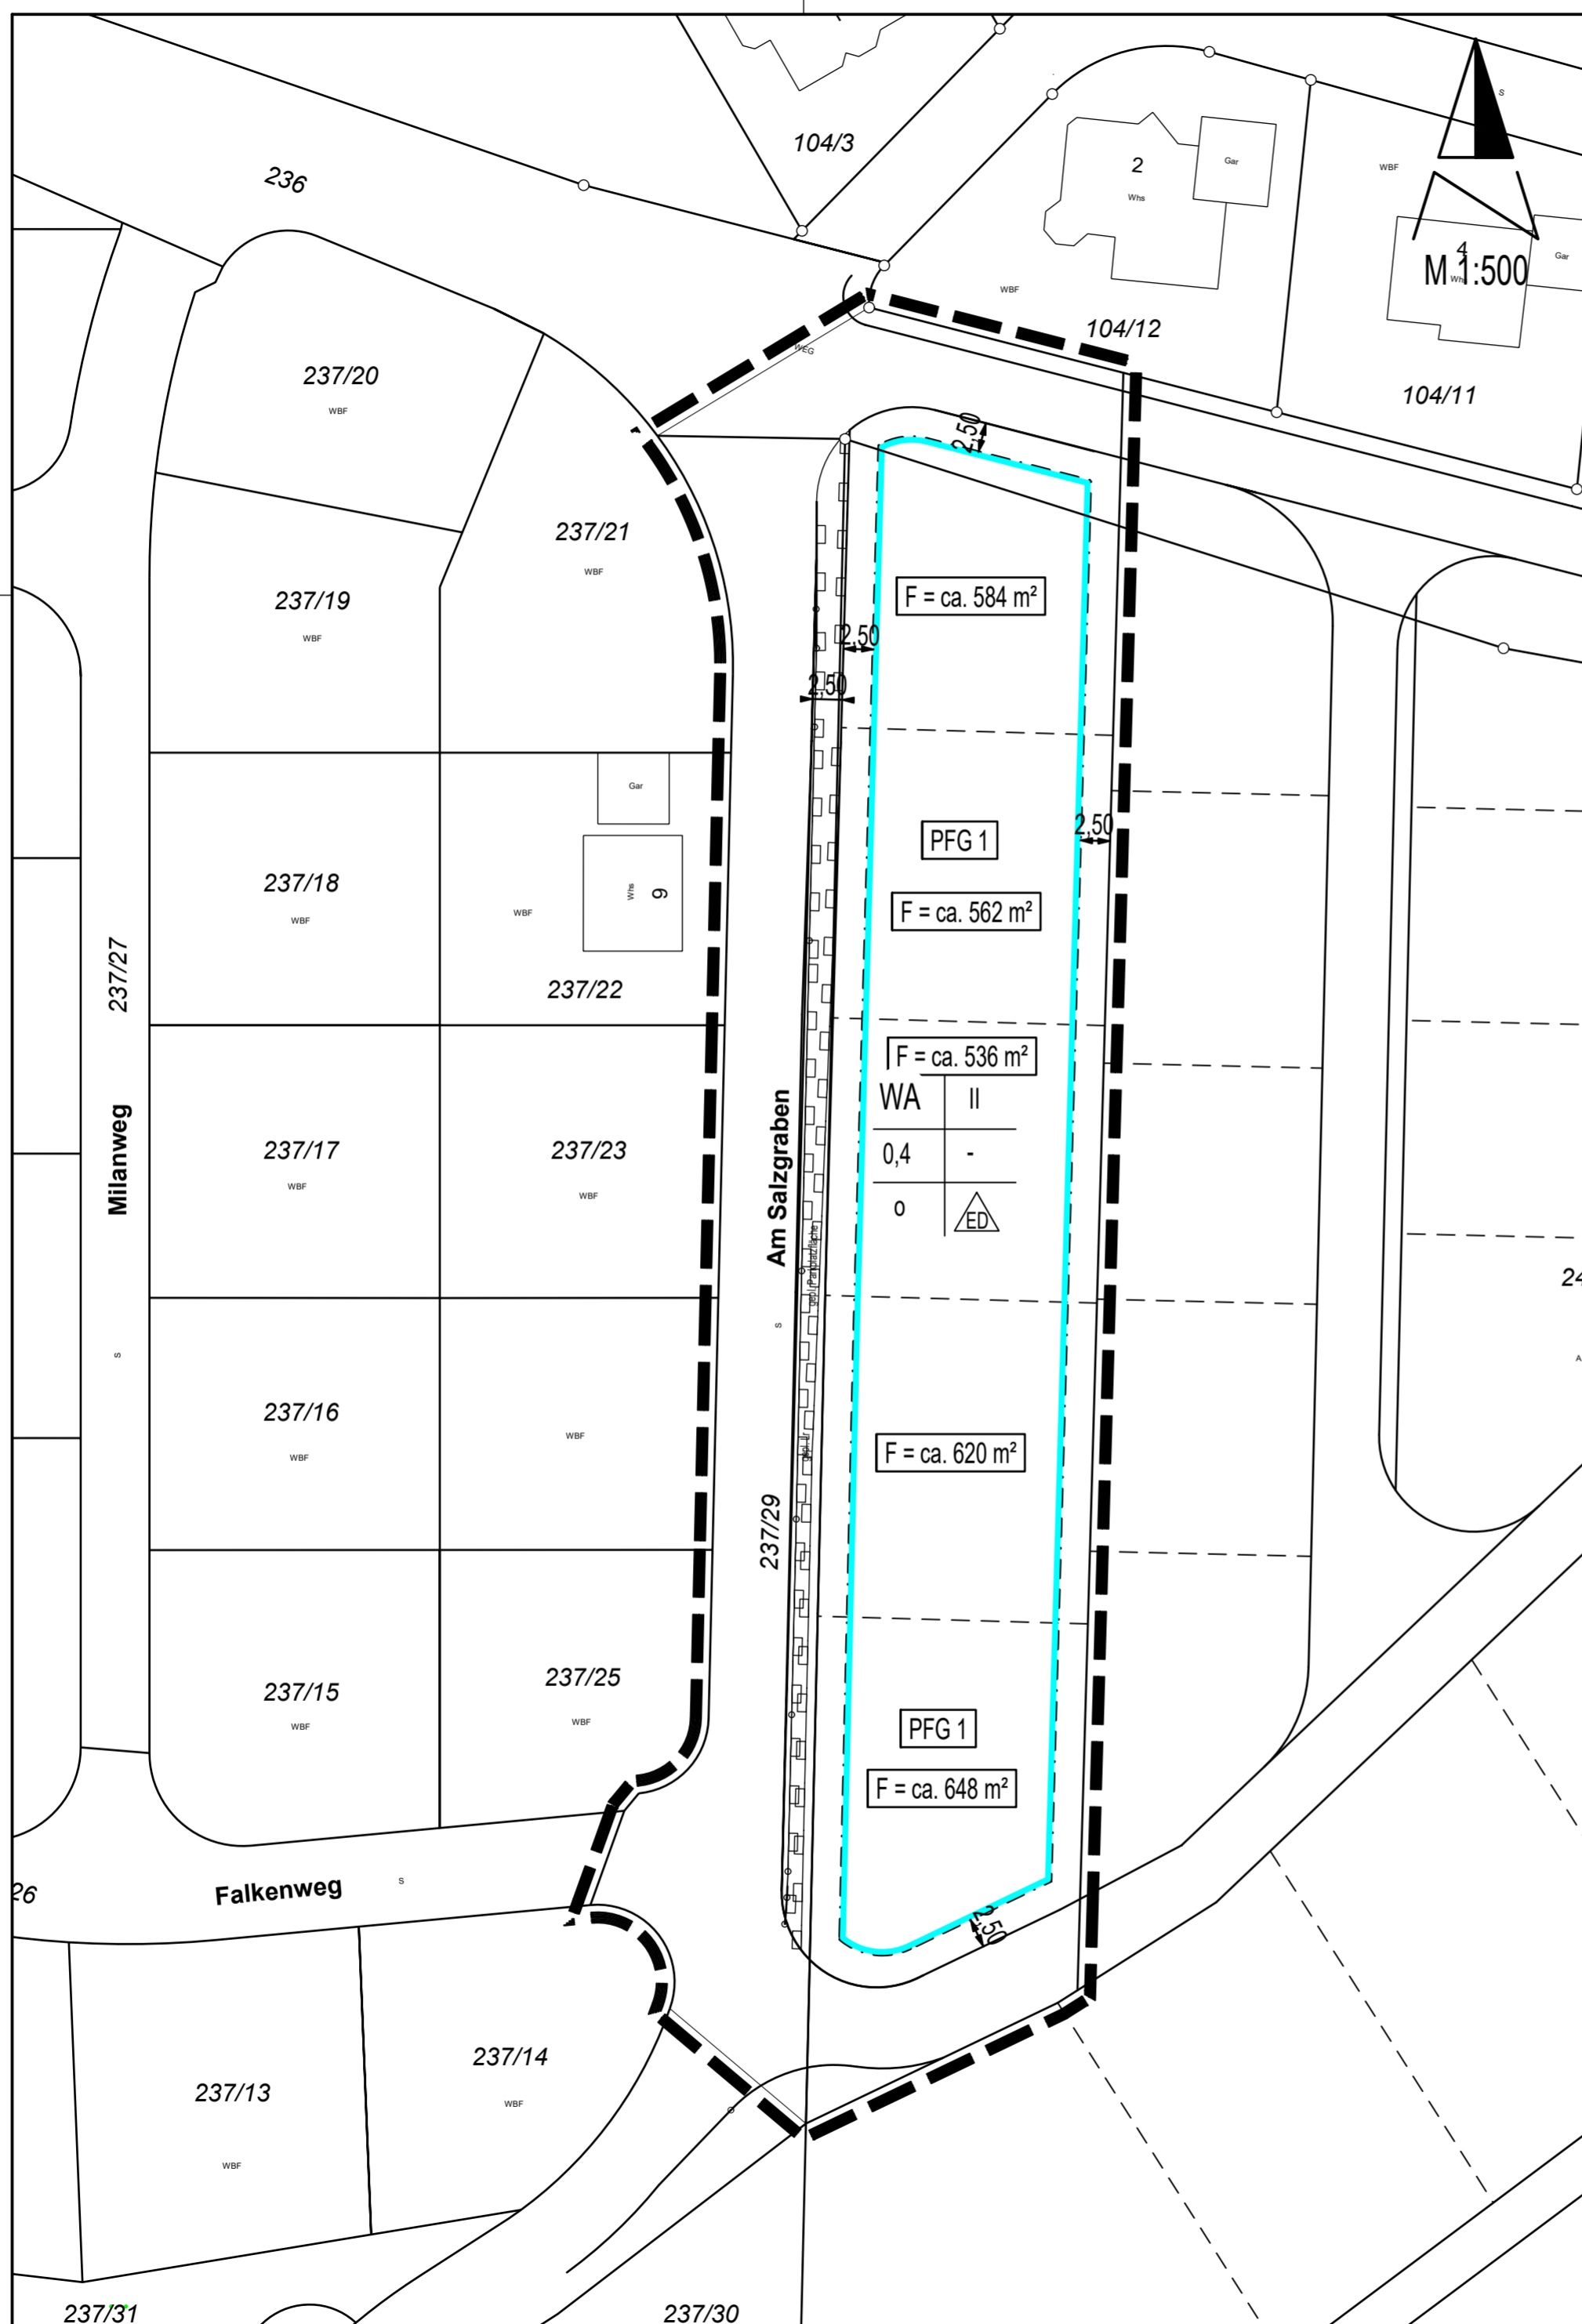 104/3
236
2
Gar
Whs
S
WBF
4
Gar
M 1:500
WBF
104/12
WEG
237/20
WBF
104/11
2,50
237/21
WBF
237/19
WBF
F = ca. 584 m²
2,50
2,50
Gar
PFG 1
2,50
237/18
WBF
Whs
9
WBF
F = ca. 562 m²
237/22
237/27
F = ca. 536 m²
WA
II
0,4
-
o
ED
Milanweg
237/17
WBF
237/23
WBF
Am Salzgraben
gepl. Parkplatzfläche
24
S
S
A
237/16
WBF
WBF
F = ca. 620 m²
237/29
237/15
WBF
237/25
WBF
PFG 1
F = ca. 648 m²
26
Falkenweg
S
2,50
237/14
WBF
237/13
WBF
237/31
237/30